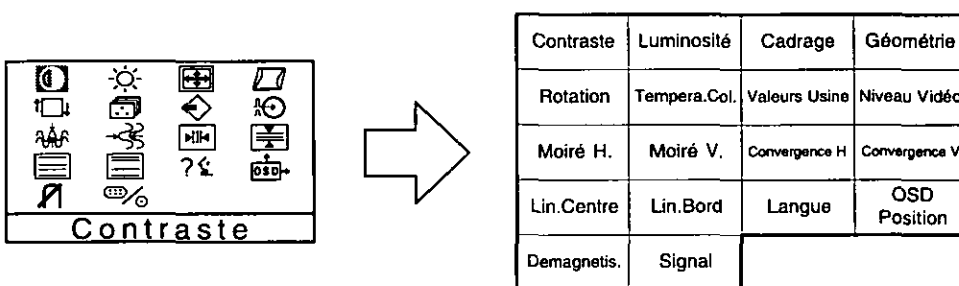 OSD
Contraste
Contraste Luminosité Cadrage Géométrie
Rotation Tempera.Col. Valeurs Usine Niveau Vidéo
Moiré H. Moiré V. Convergence H Convergence V
Lin.Centre Lin.Bord Langue OSD Position
Demagnetis. Signal